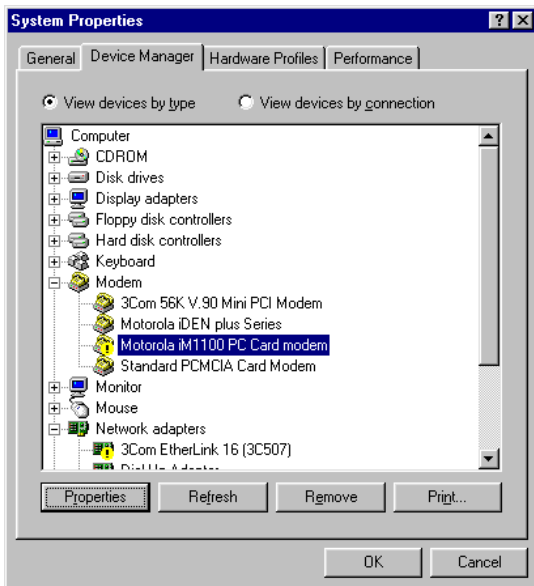 System Properties
General Device Manager Hardware Profiles Performance
View devices by type View devices by connection
Computer
CDROM
Disk drives
Display adapters
Floppy disk controllers
Hard disk controllers
Keyboard
Modem
3Com 56K V.90 Mini PCI Modem
Motorola iDEN plus Series
Motorola iM1100 PC Card modem
Standard PCMCIA Card Modem
Monitor
Mouse
Network adapters
3Com EtherLink 16 (3C507)
Dial-Up Adapter
Properties Refresh Remove Print...
OK Cancel